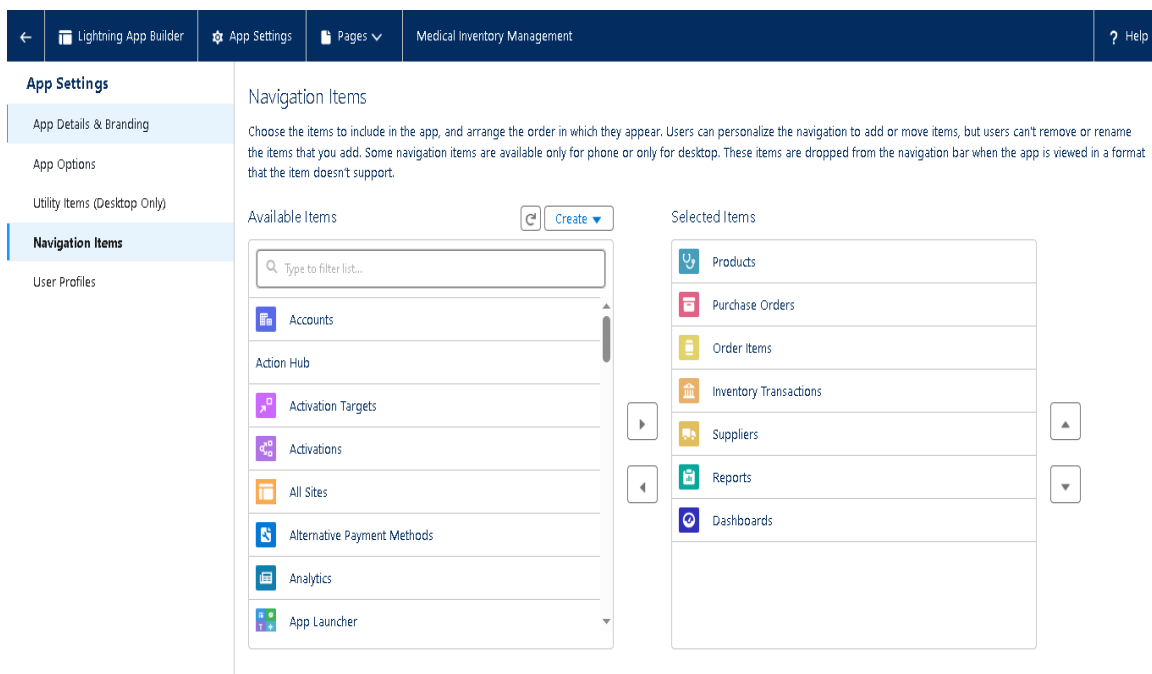 Lightning App Builder
App Settings
Pages
Medical Inventory Management
? Help
App Settings
App Details & Branding
App Options
Utility Items (Desktop Only)
Navigation Items
User Profiles
Navigation Items
Choose the items to include in the app, and arrange the order in which they appear. Users can personalize the navigation to add or move items, but users can't remove or rename
the items that you add. Some navigation items are available only for phone or only for desktop. These items are dropped from the navigation bar when the app is viewed in a format
that the item doesn't support.
Available Items
Create
Type to filter list...
Accounts
Action Hub
Activation Targets
Activations
All Sites
Alternative Payment Methods
Analytics
App Launcher
Selected Items
Products
Purchase Orders
Order Items
Inventory Transactions
Suppliers
Reports
Dashboards